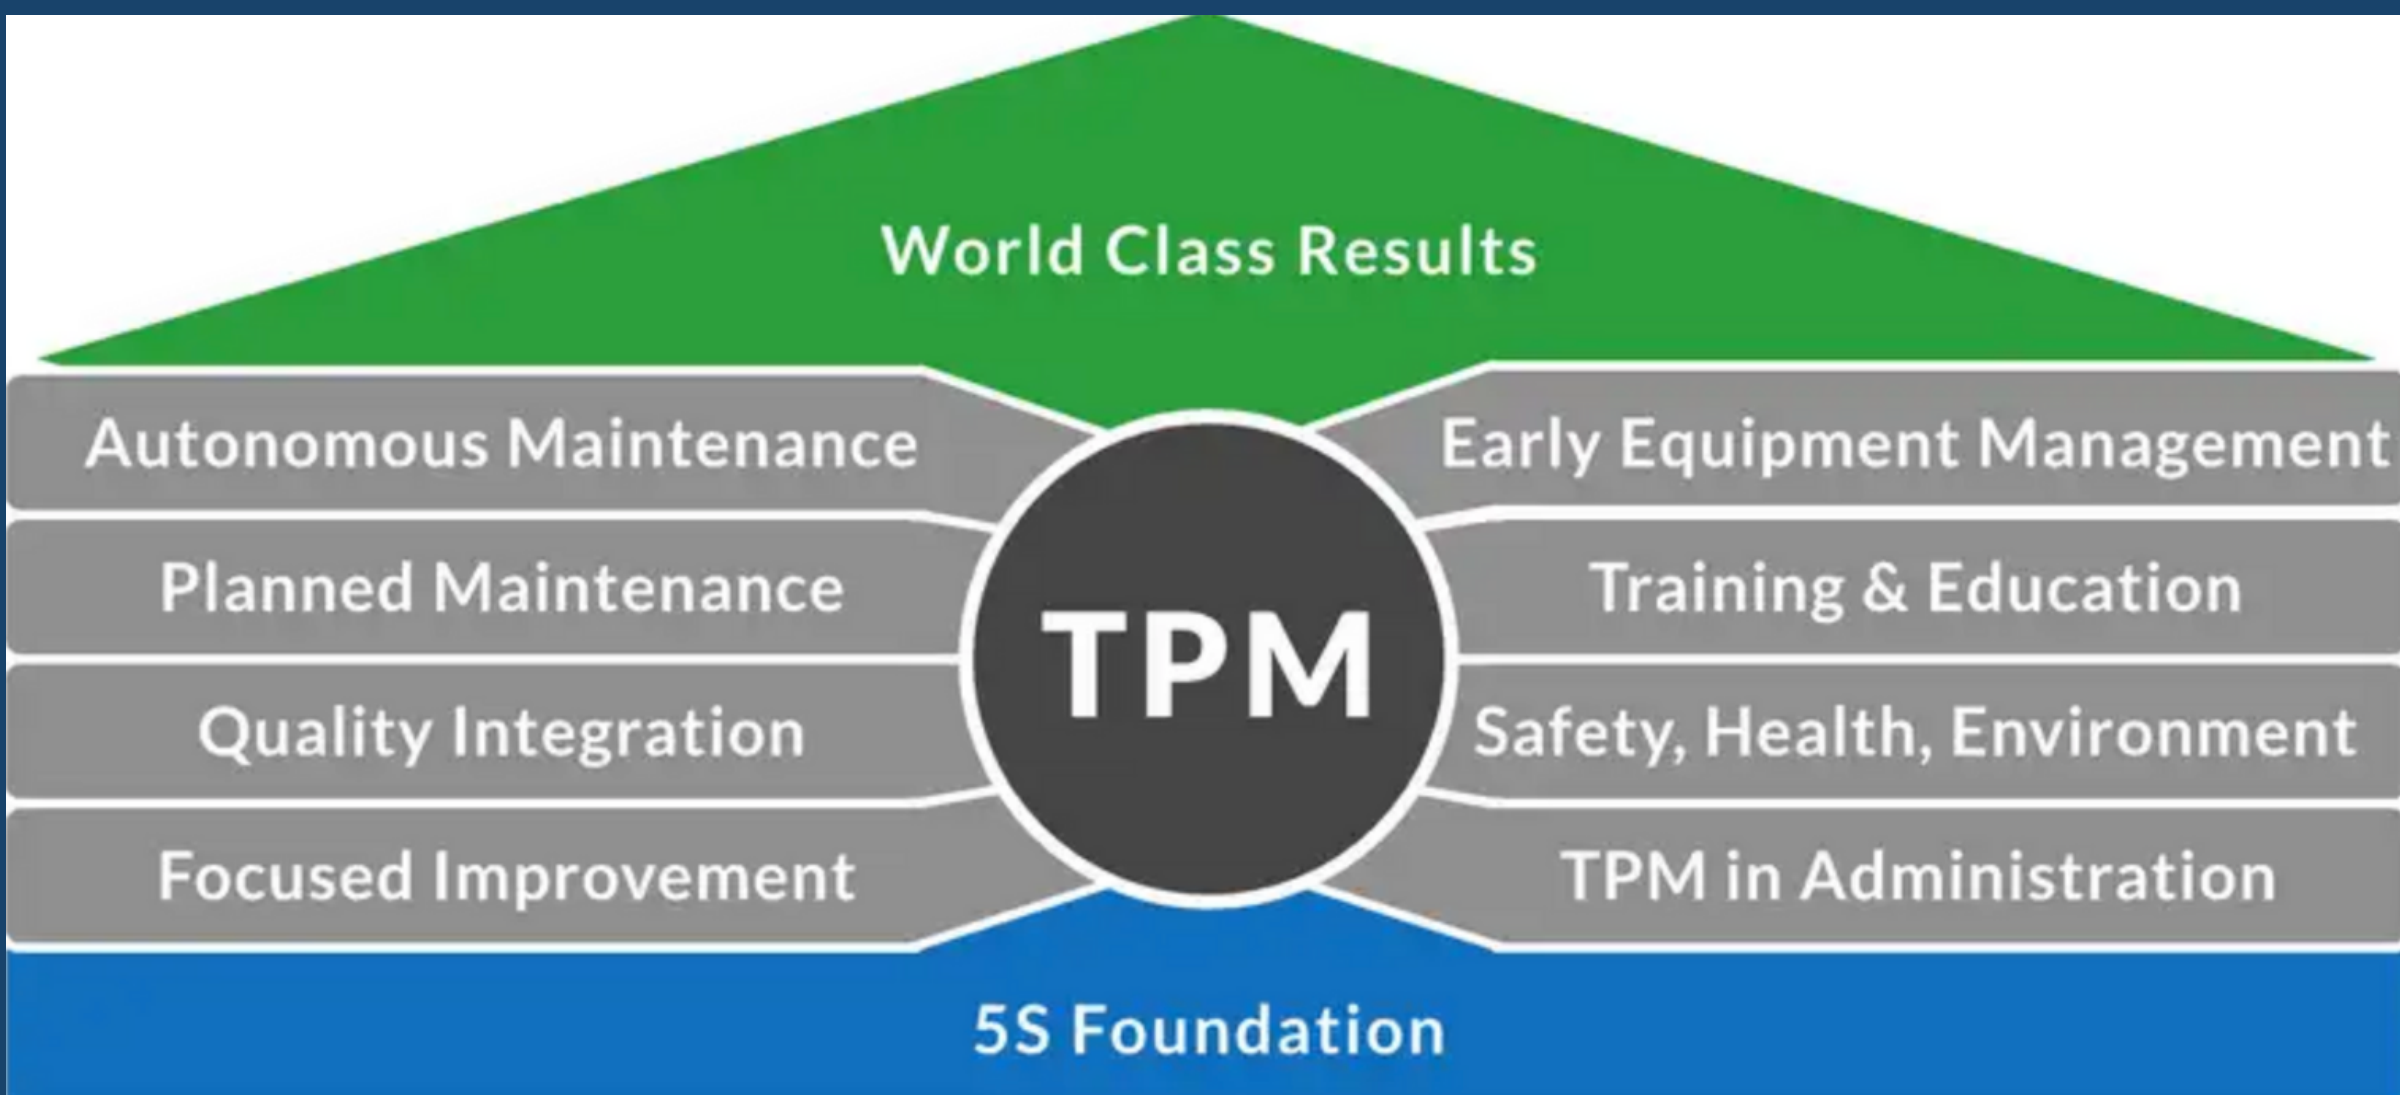 World Class Results
Autonomous Maintenance
Planned Maintenance
Quality Integration
Focused Improvement
TPM
Early Equipment Management
Training & Education
Safety, Health, Environment
TPM in Administration
5S Foundation